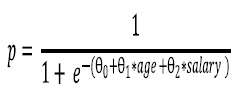 p = 1 / 1 + e^−(θ₀+θ₁*age +θ₂*salary )